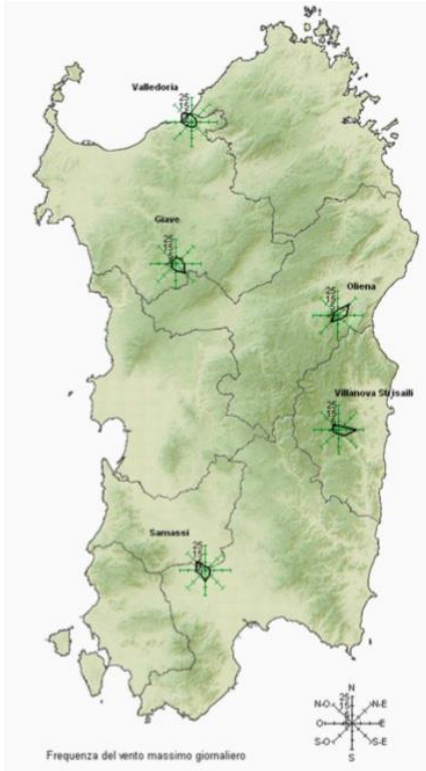 Valledoria
Giave
Oliena
Villanova Strisaili
Samassi
N
N-O
N-E
O
E
S-O
S-E
S
Frequenza del vento massimo giornaliero